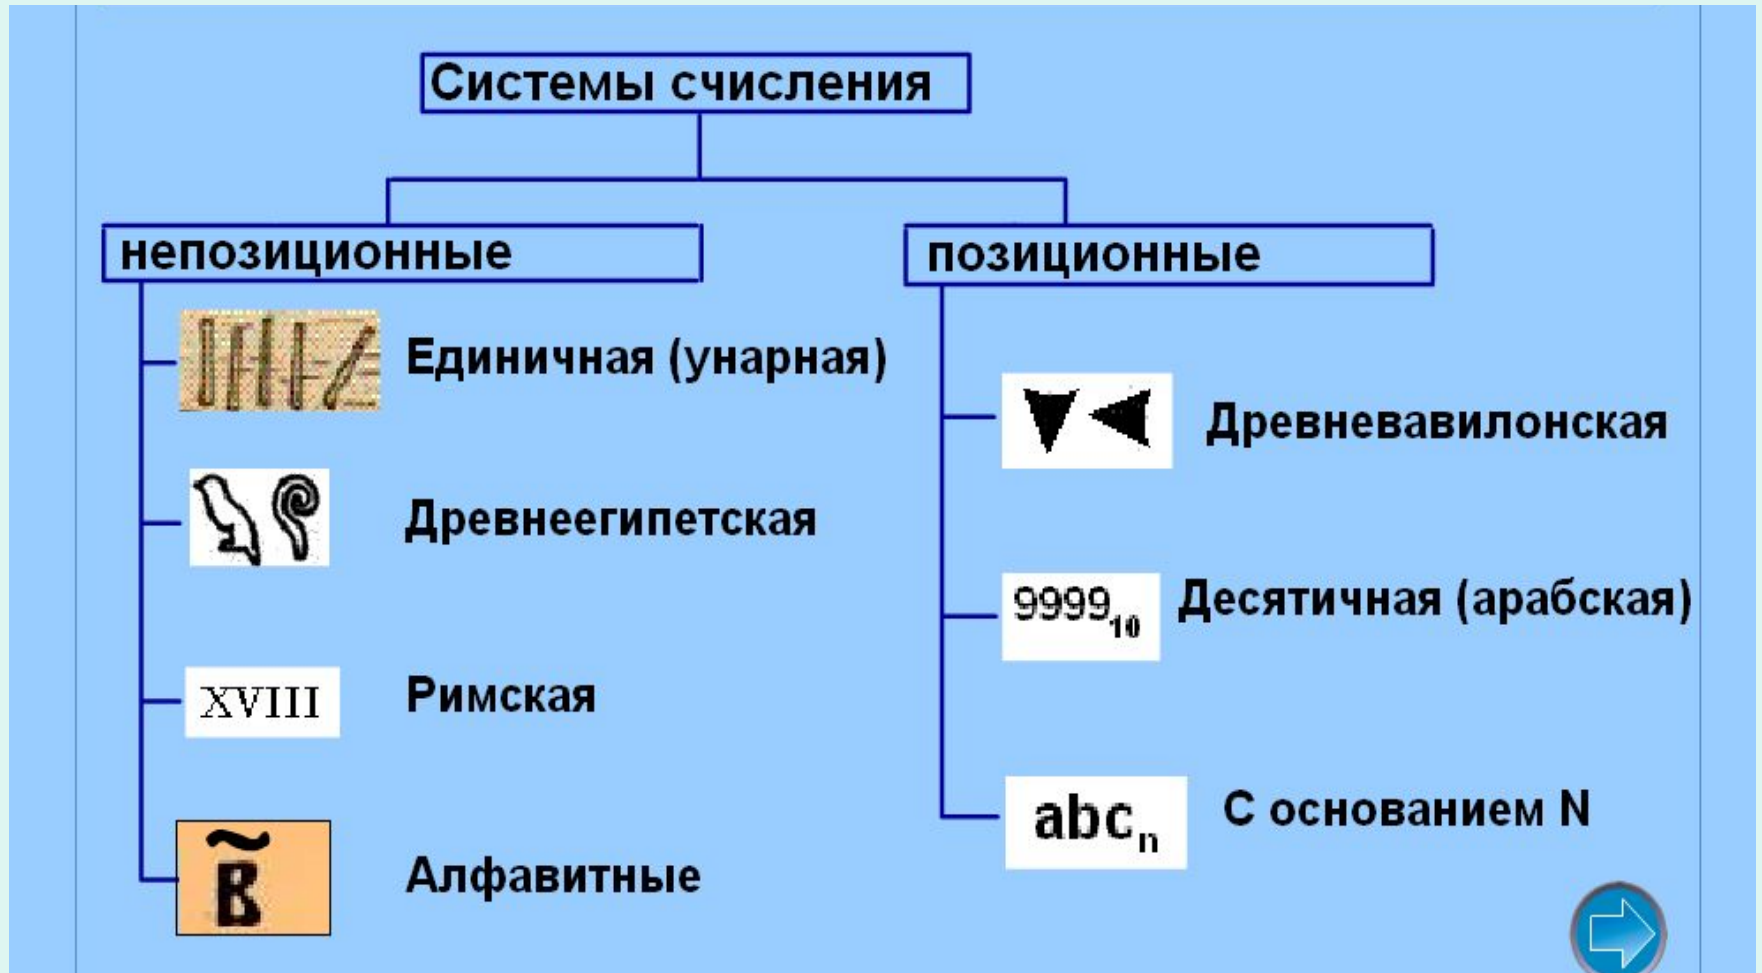 Системы счисления
непозиционные
Единичная (унарная)
Древнеегипетская
XVIII
Римская
B
Алфавитные
позиционные
Древневавилонская
9999₁₀
Десятичная (арабская)
abcₙ
С основанием N